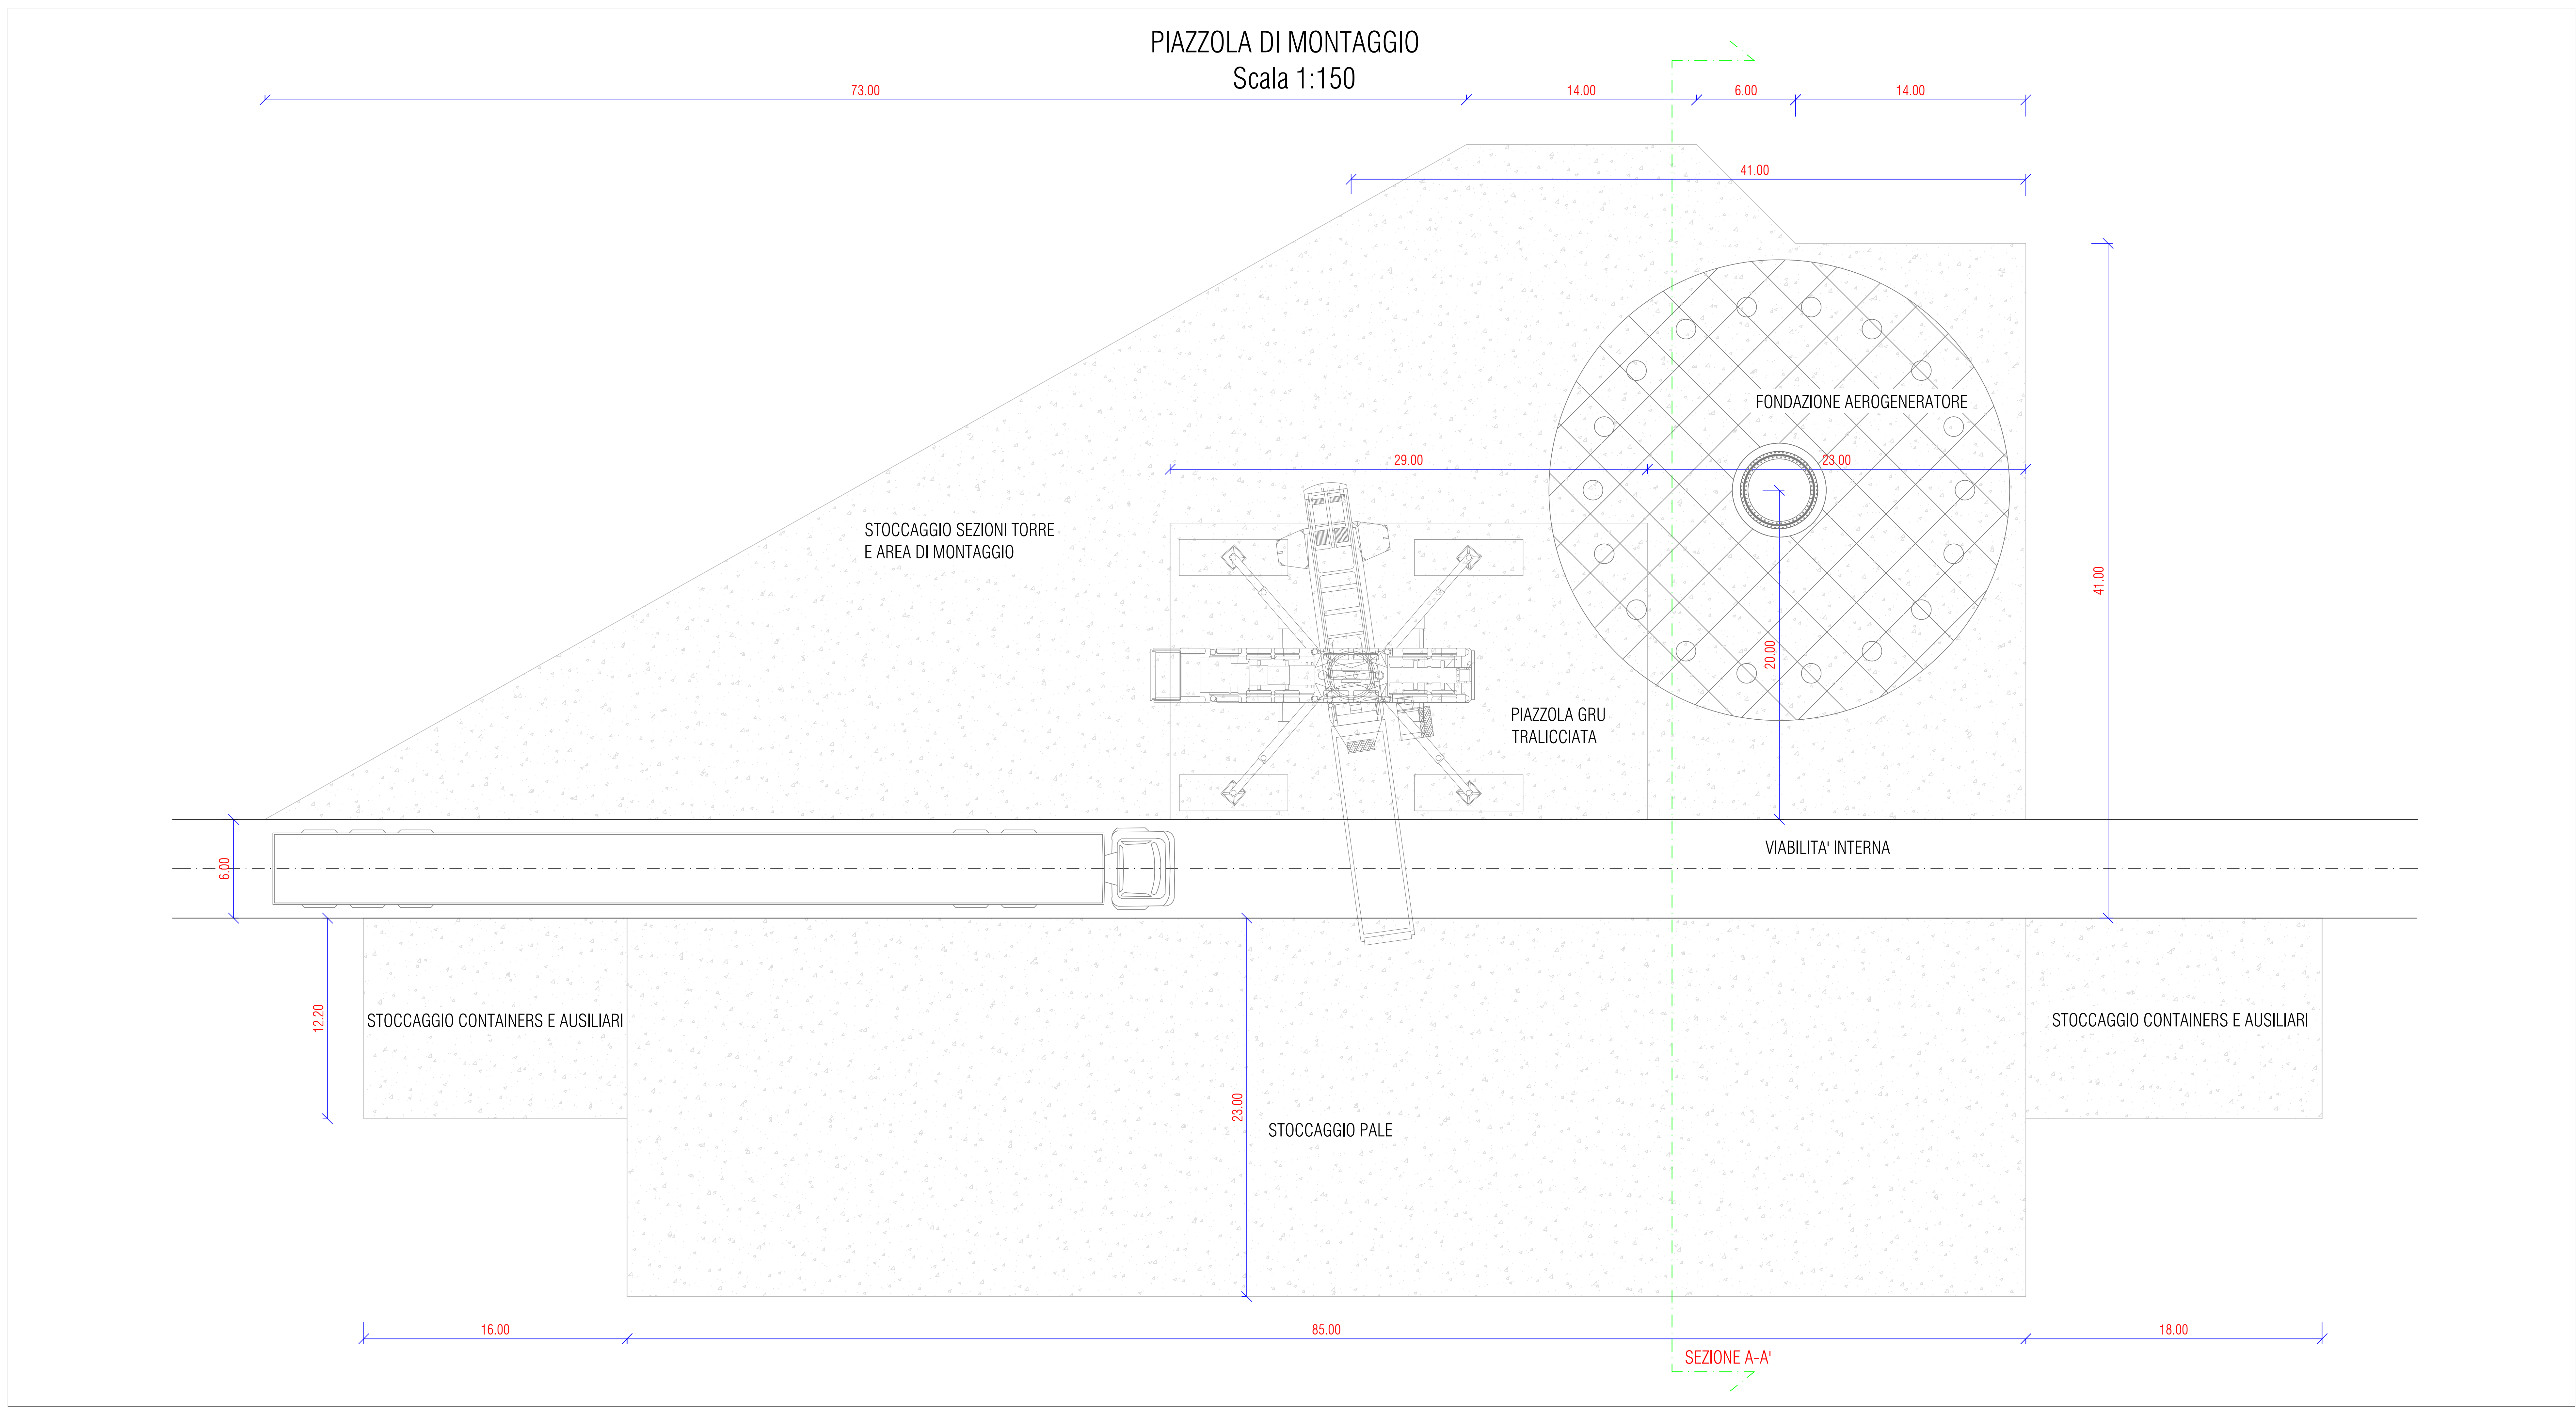 PIAZZOLA DI MONTAGGIO
Scala 1:150
73.00
14.00
6.00
14.00
41.00
FONDAZIONE AEROGENERATORE
29.00
23.00
STOCCAGGIO SEZIONI TORRE
E AREA DI MONTAGGIO
41.00
20.00
PIAZZOLA GRU
TRALICCIATA
VIABILITA' INTERNA
6.00
12.20
STOCCAGGIO CONTAINERS E AUSILIARI
STOCCAGGIO CONTAINERS E AUSILIARI
23.00
STOCCAGGIO PALE
16.00
85.00
18.00
SEZIONE A-A'